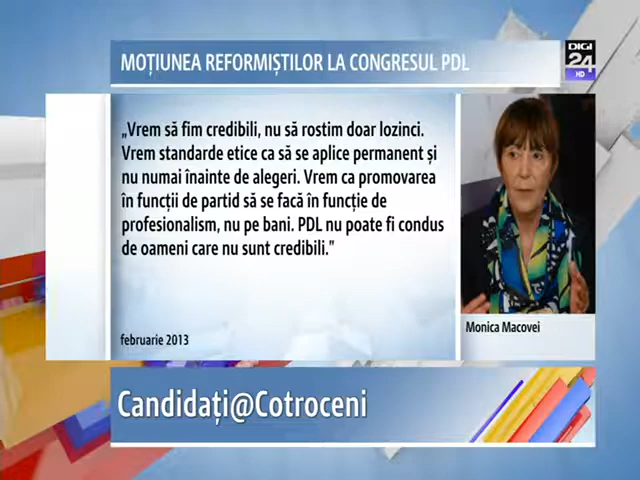 MOȚIUNEA REFORMIȘTILOR LA CONGRESUL PDL
DIGI
24
HD
„Vrem să fim credibili, nu să rostim doar lozinci.
Vrem standarde etice ca să se aplice permanent și
nu numai înainte de alegeri. Vrem ca promovarea
în funcții de partid să se facă în funcție de
profesionalism, nu pe bani. PDL nu poate fi condus
de oameni care nu sunt credibili.”
februarie 2013
Monica Macovei
Candidați@Cotroceni